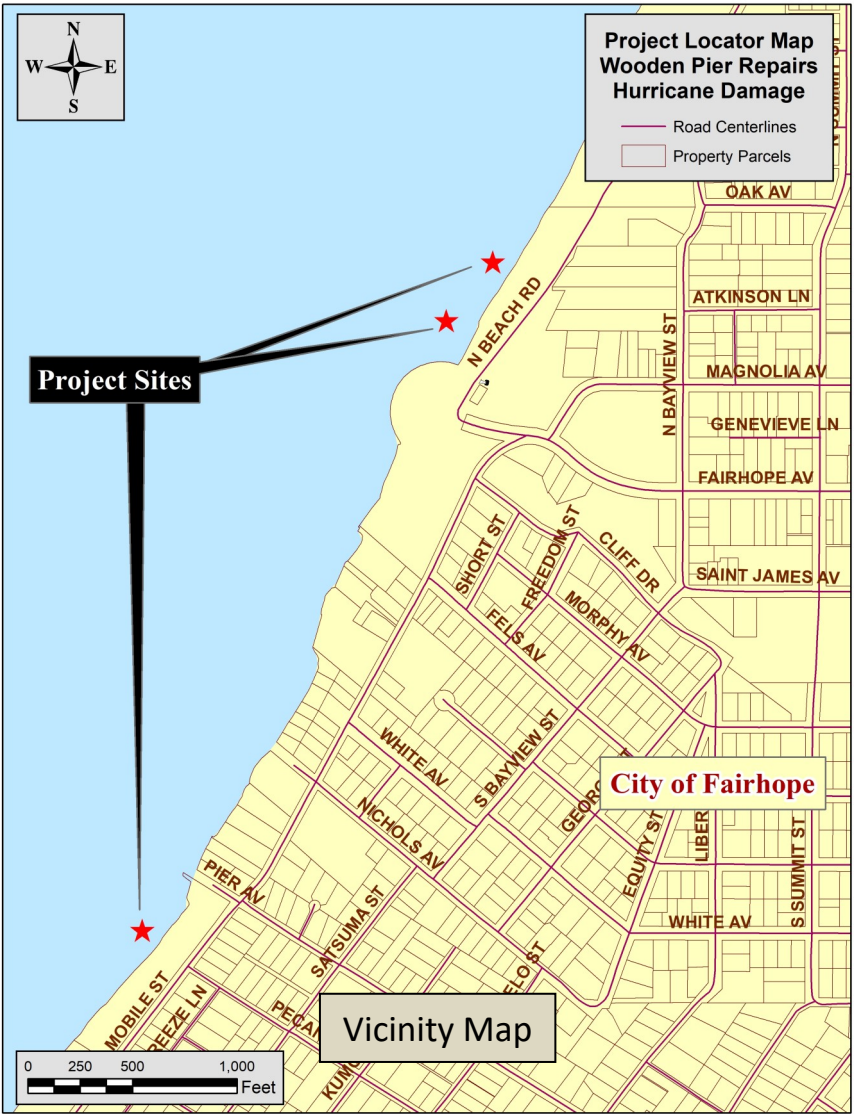 N
W E
S
Project Locator Map
Wooden Pier Repairs
Hurricane Damage
Road Centerlines
Property Parcels
N SUMMIT ST
OAK AV
ATKINSON LN
N BEACH RD
N BAYVIEW ST
MAGNOLIA AV
Project Sites
GENEVIEVE LN
FAIRHOPE AV
SHORT ST
FREEDOM ST
CLIFF DR
SAINT JAMES AV
FELS AV
MORPHY AV
WHITE AV
S BAYVIEW ST
City of Fairhope
NICHOLS AV
EQUITY ST
S SUMMIT ST
PIER AV
SATSUMA ST
WHITE AV
MOBILE ST
Vicinity Map
0 250 500 1,000
Feet